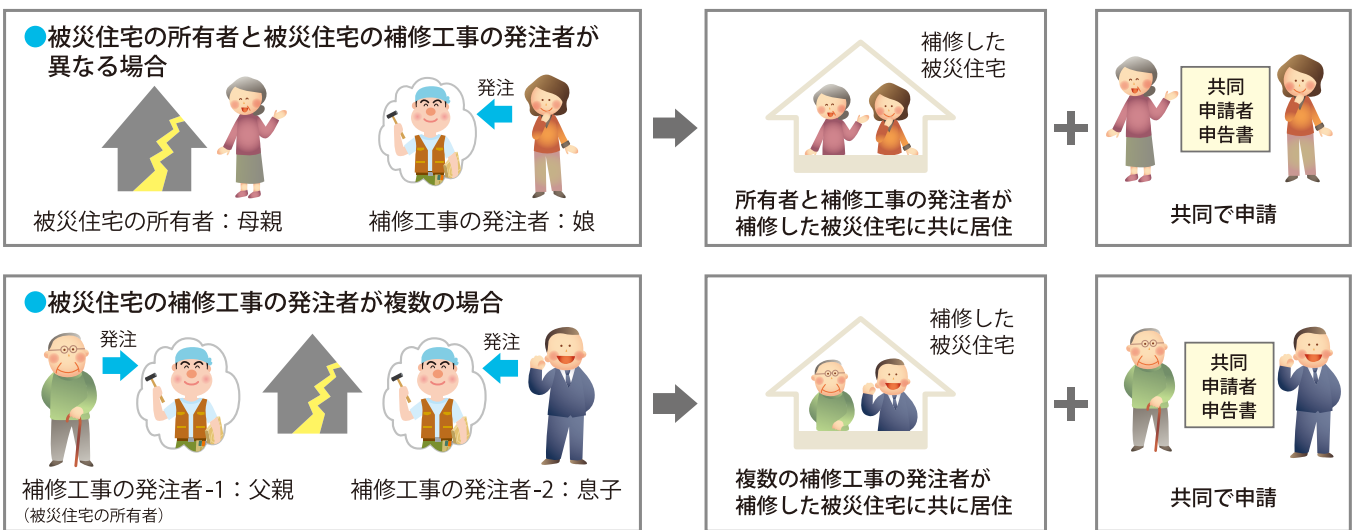 ●被災住宅の所有者と被災住宅の補修工事の発注者が
異なる場合
発注
被災住宅の所有者：母親
補修工事の発注者：娘
補修した
被災住宅
所有者と補修工事の発注者が
補修した被災住宅に共に居住
共同
申請者
申告書
共同で申請
●被災住宅の補修工事の発注者が複数の場合
発注
発注
補修工事の発注者-1：父親
（被災住宅の所有者）
補修工事の発注者-2：息子
補修した
被災住宅
複数の補修工事の発注者が
補修した被災住宅に共に居住
共同
申請者
申告書
共同で申請